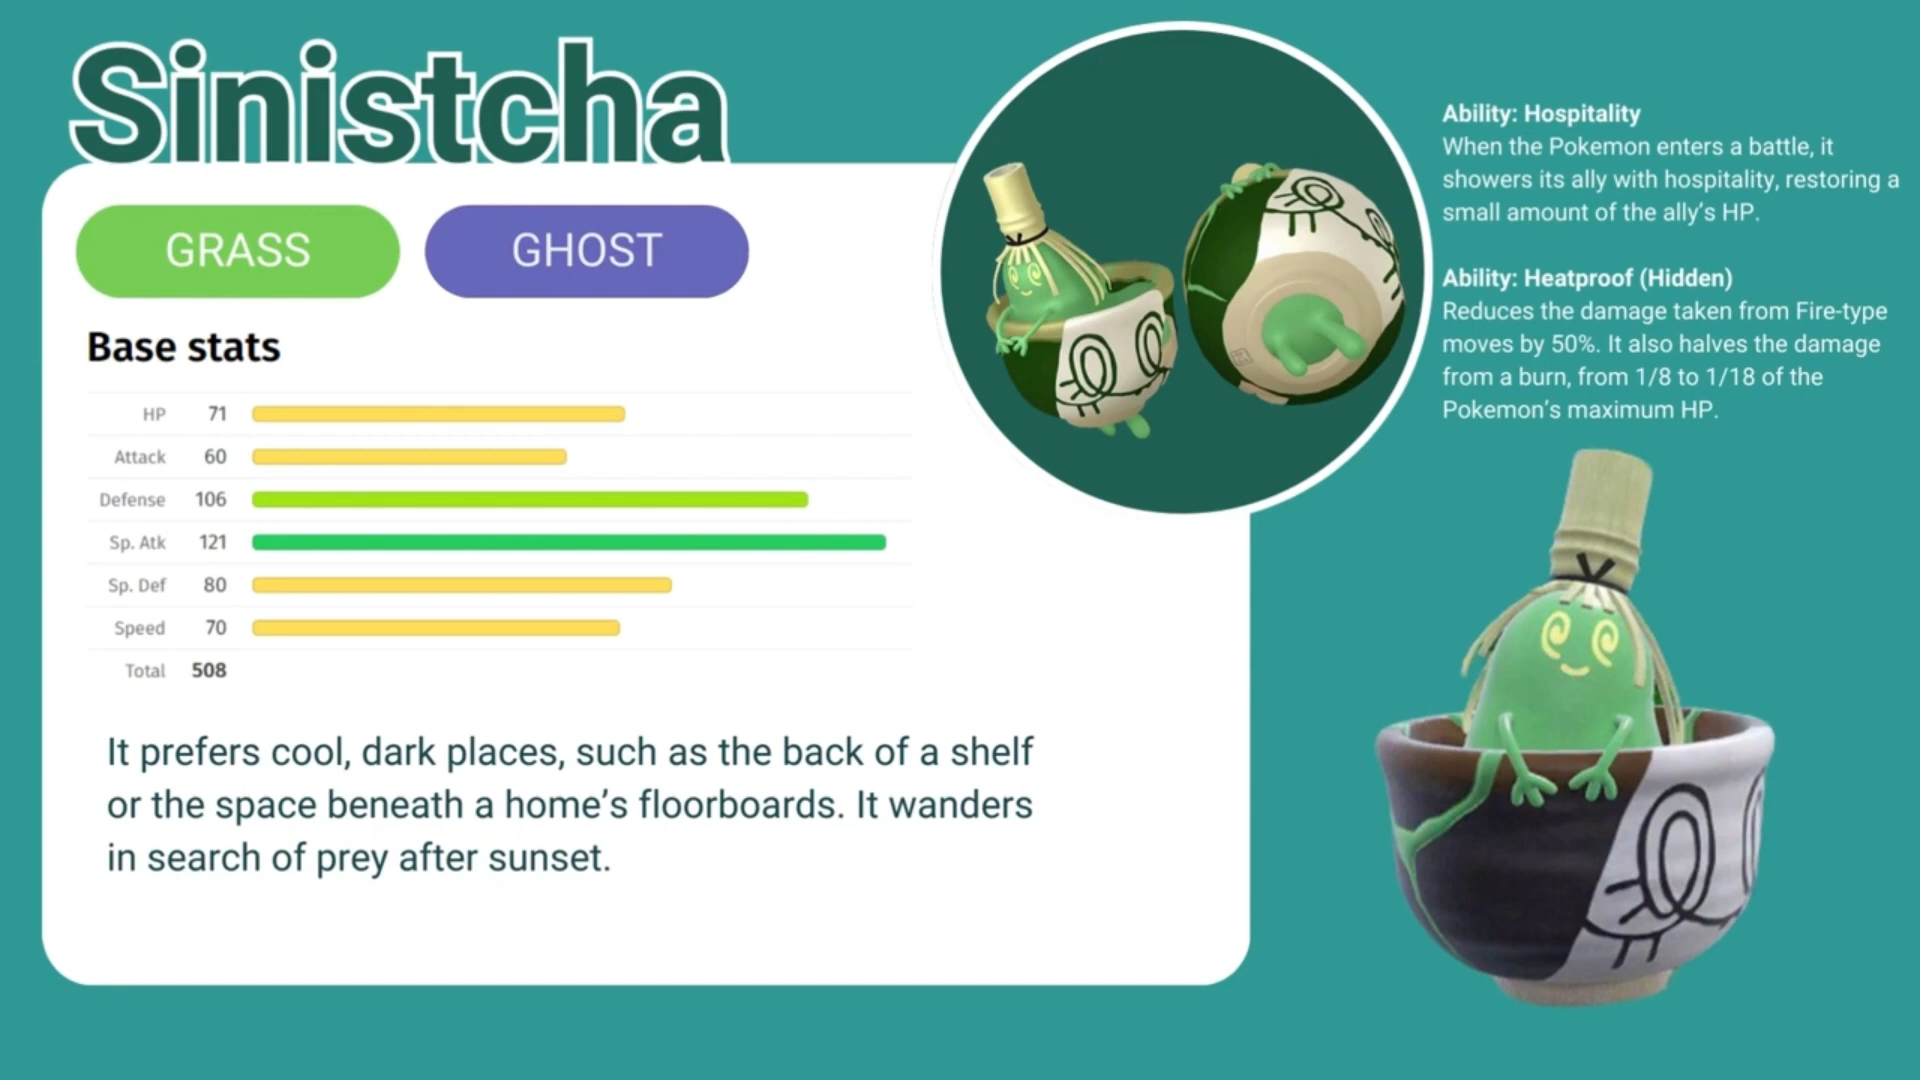 Sinistcha
GRASS
GHOST
Base stats
HP 71
Attack 60
Defense 106
Sp. Atk 121
Sp. Def 80
Speed 70
Total 508
It prefers cool, dark places, such as the back of a shelf
or the space beneath a home’s floorboards. It wanders
in search of prey after sunset.
Ability: Hospitality
When the Pokemon enters a battle, it
showers its ally with hospitality, restoring a
small amount of the ally’s HP.
Ability: Heatproof (Hidden)
Reduces the damage taken from Fire-type
moves by 50%. It also halves the damage
from a burn, from 1/8 to 1/18 of the
Pokemon’s maximum HP.